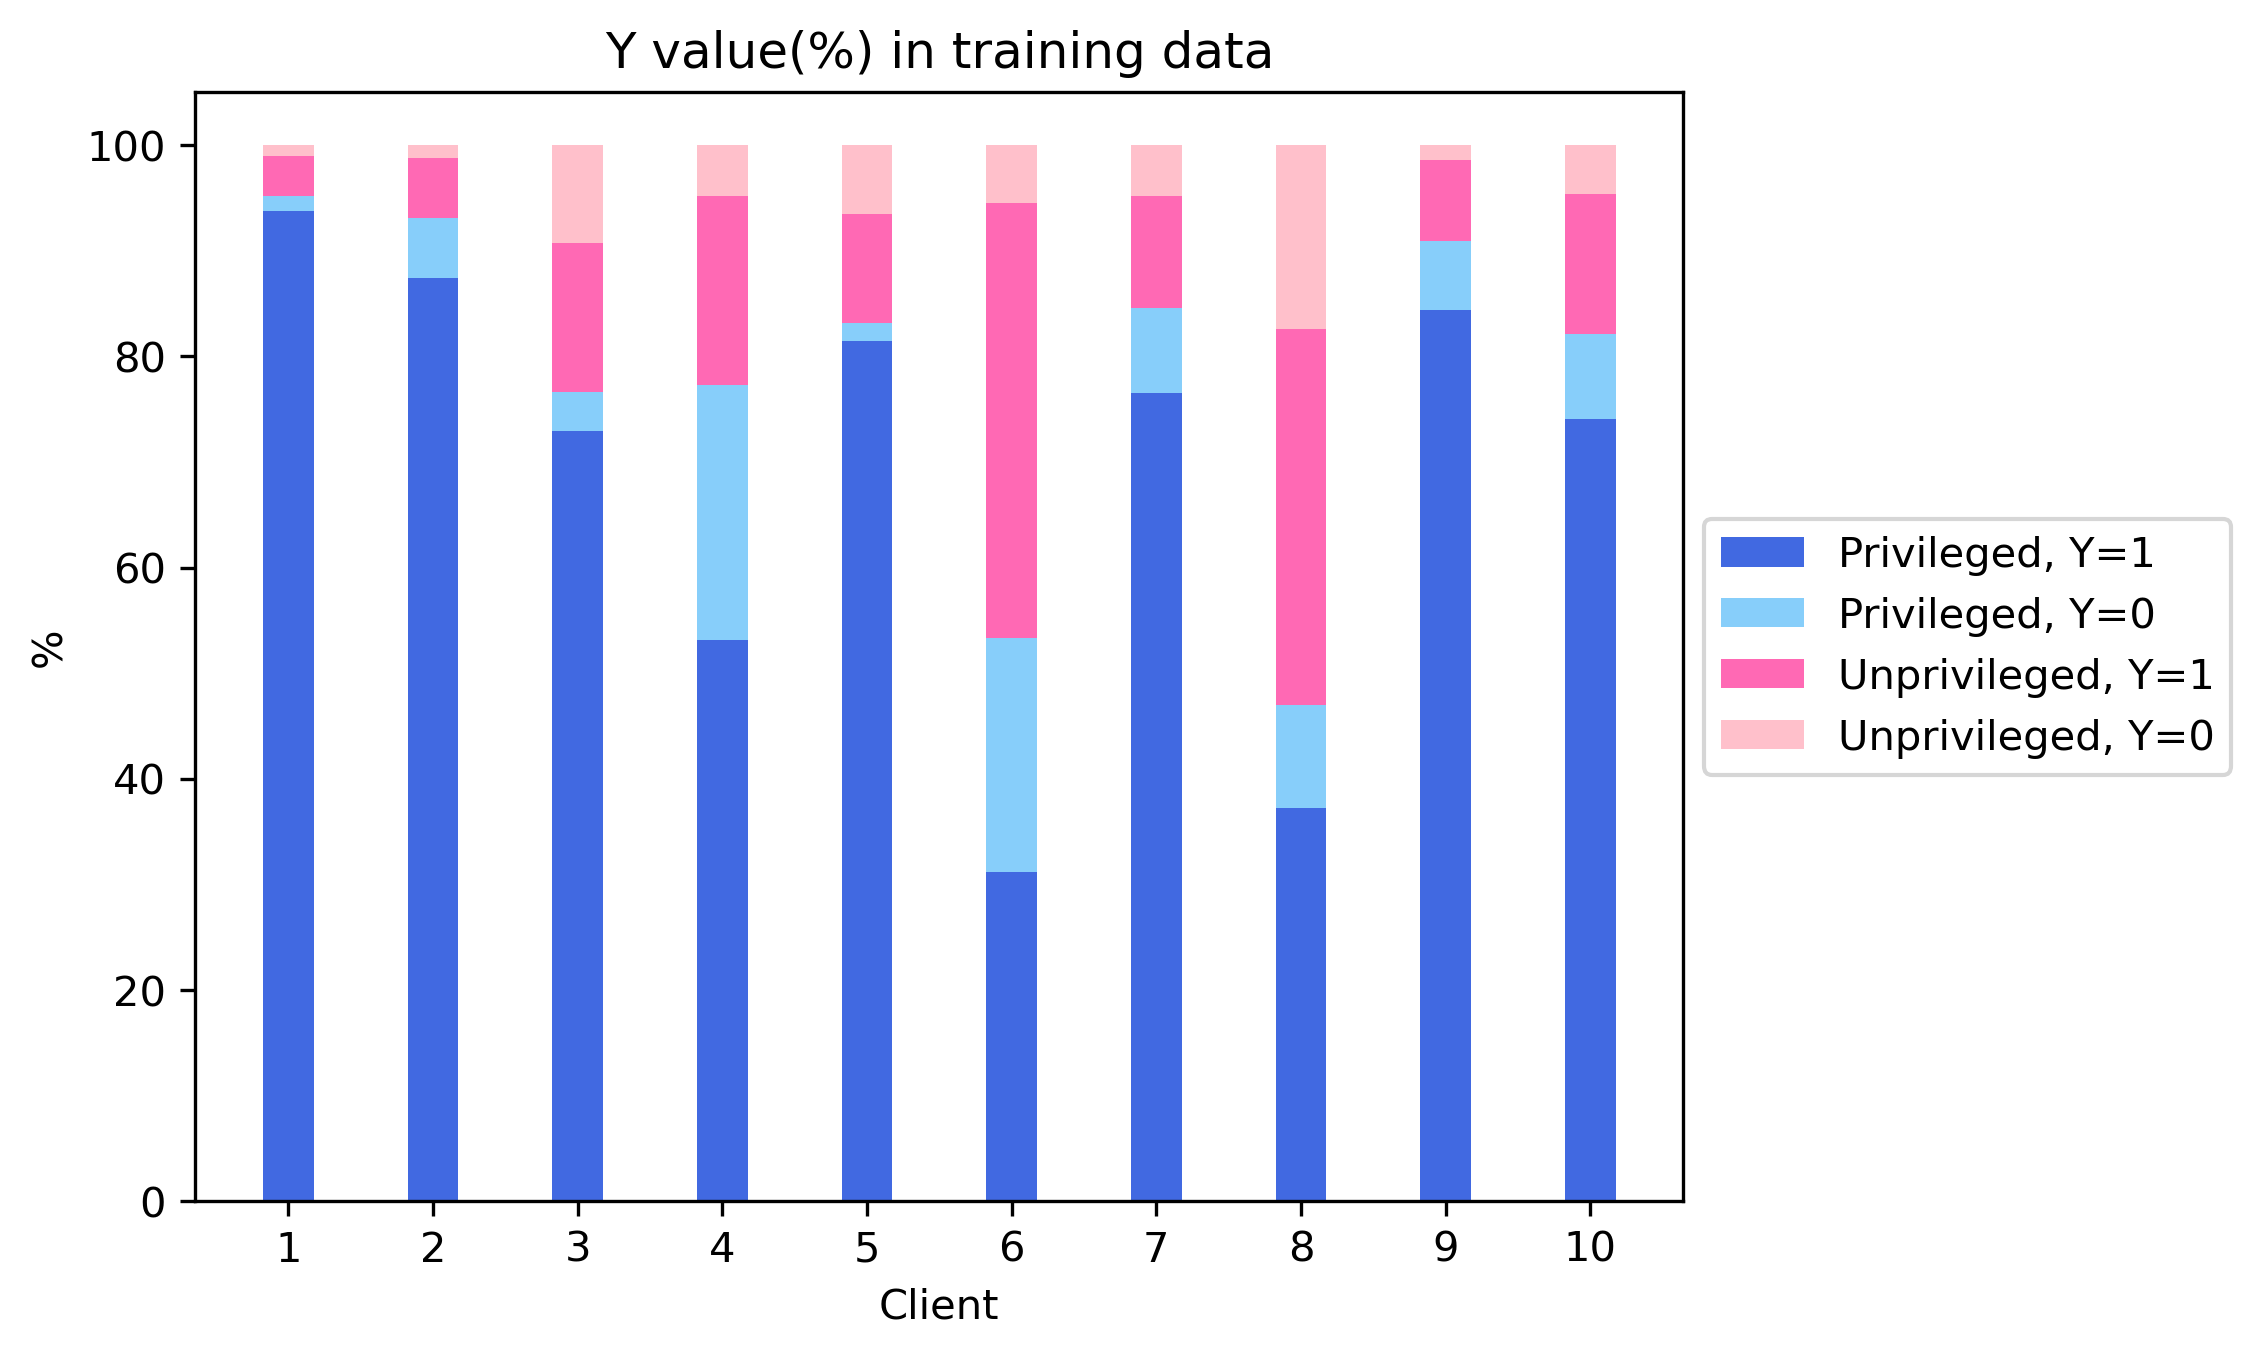 Y value(%) in training data
100
80
60
40
20
0
%
1 2 3 4 5 6 7 8 9 10
Client
Privileged, Y=1
Privileged, Y=0
Unprivileged, Y=1
Unprivileged, Y=0